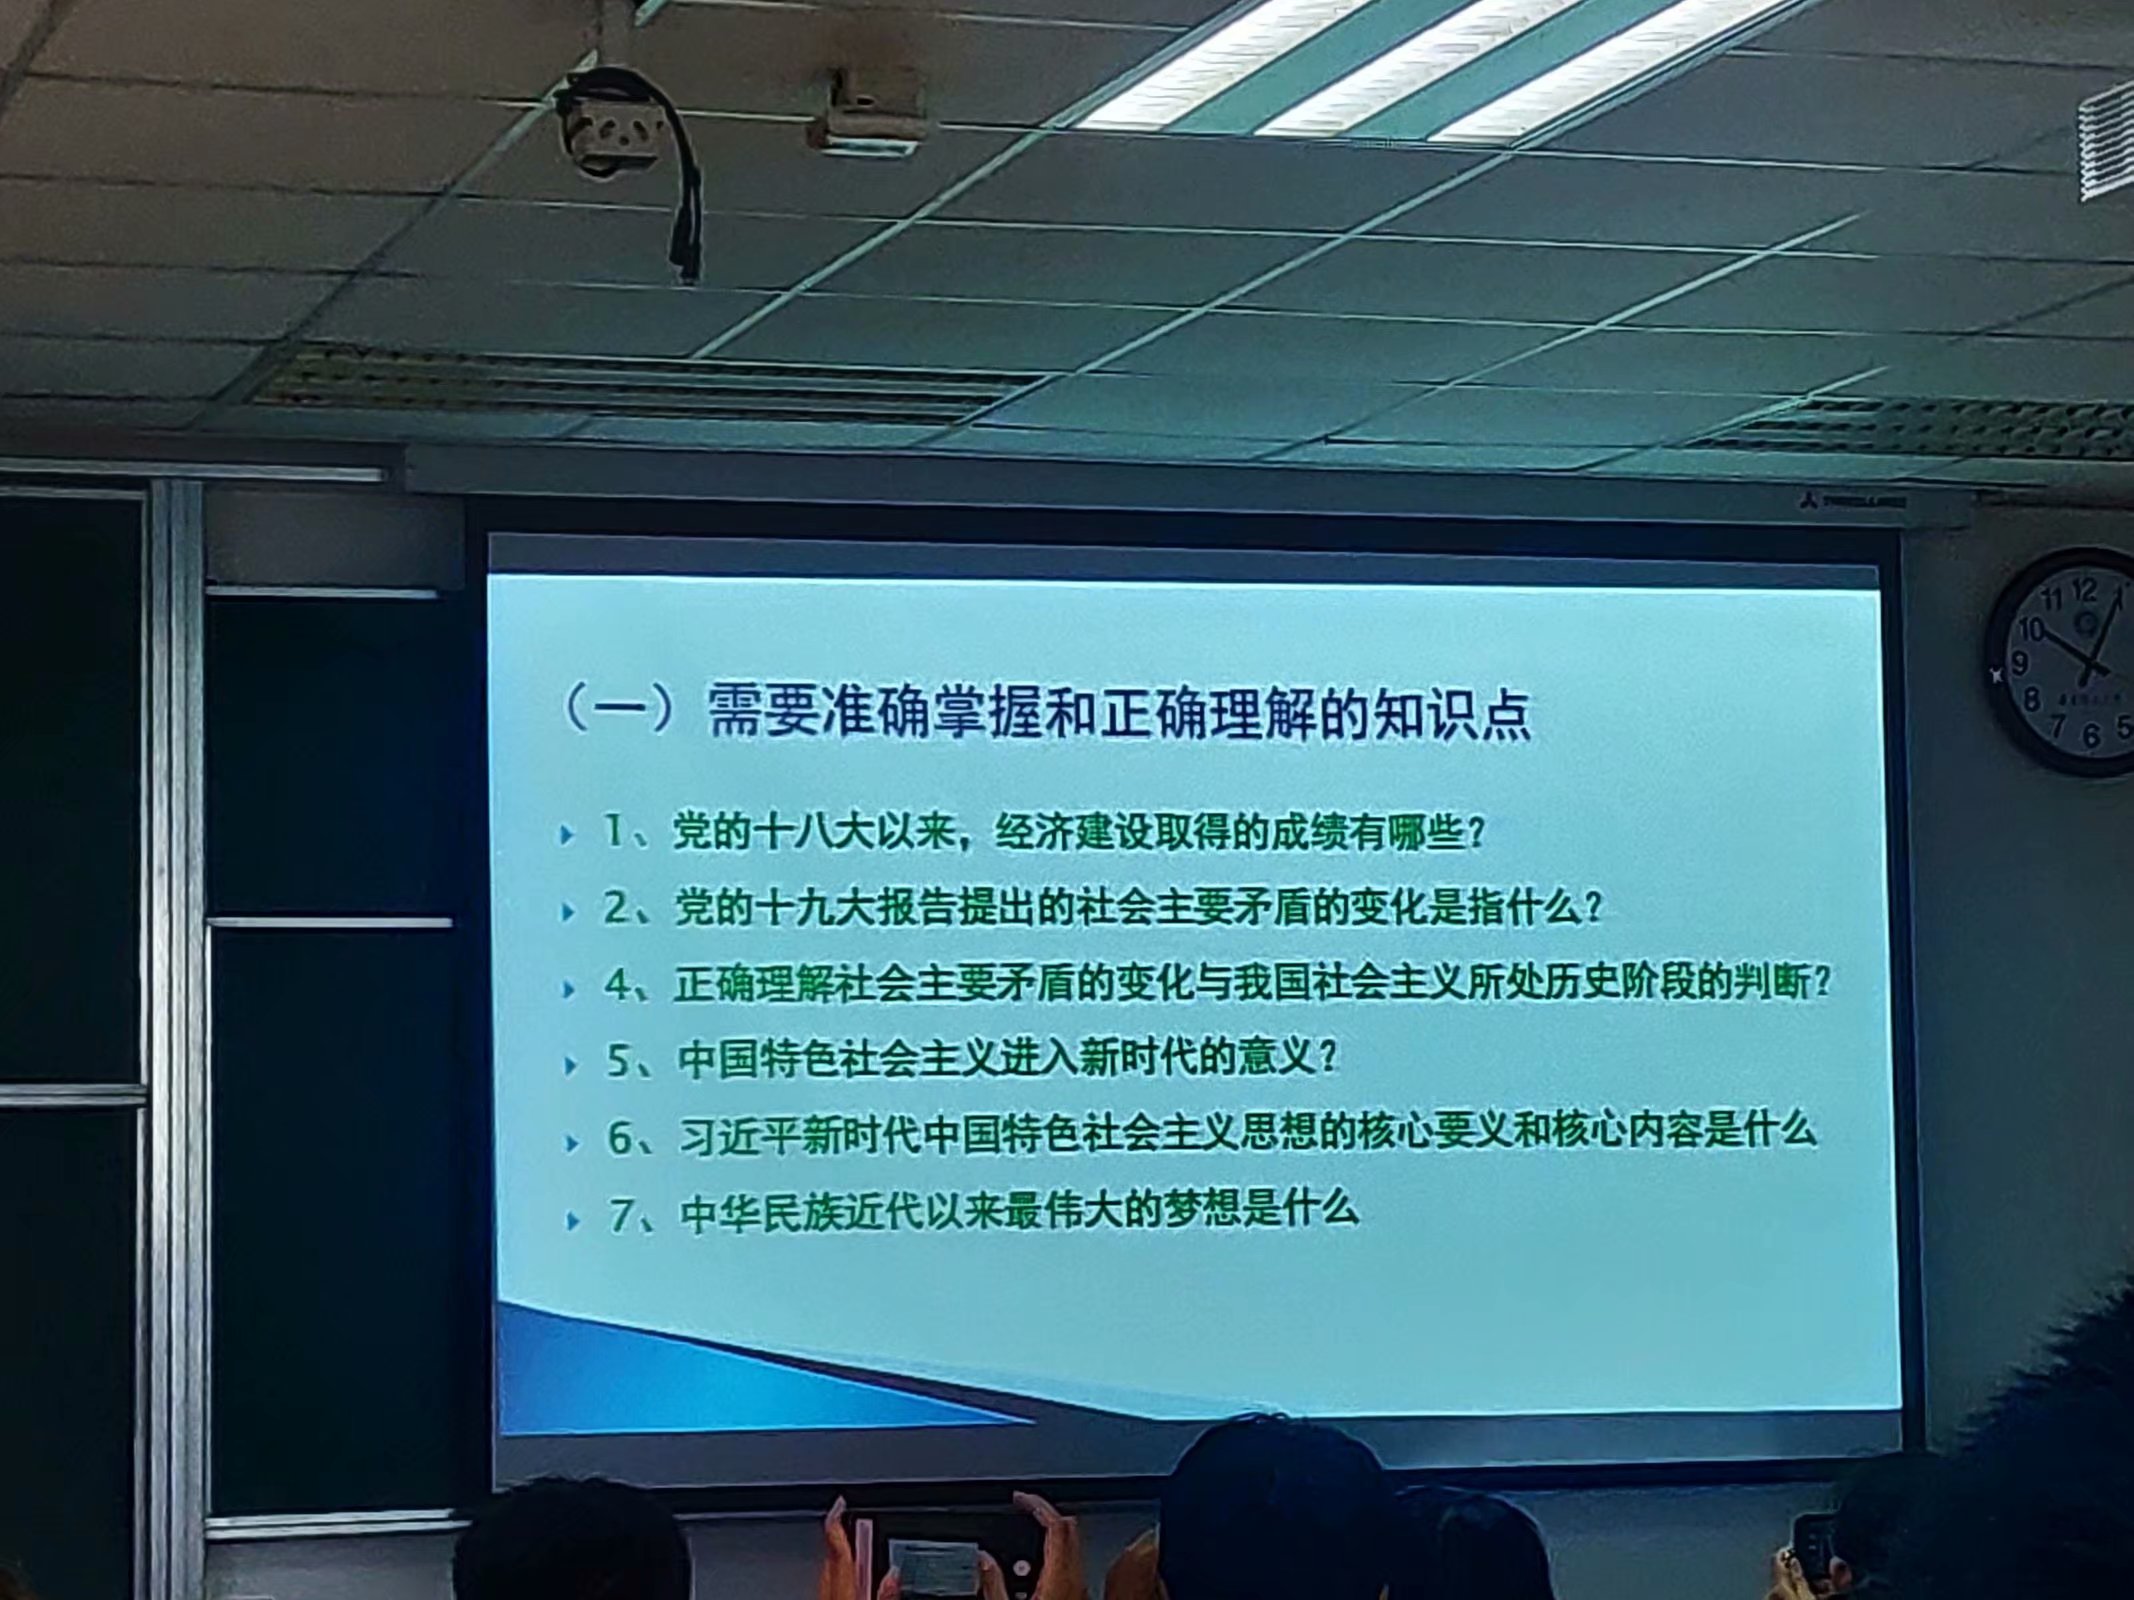 （一）需要准确掌握和正确理解的知识点
1、党的十八大以来，经济建设取得的成绩有哪些？
2、党的十九大报告提出的社会主要矛盾的变化是指什么？
4、正确理解社会主要矛盾的变化与我国社会主义所处历史阶段的判断？
5、中国特色社会主义进入新时代的意义？
6、习近平新时代中国特色社会主义思想的核心要义和核心内容是什么
7、中华民族近代以来最伟大的梦想是什么
11 12 1
10
9
8
7 6 5